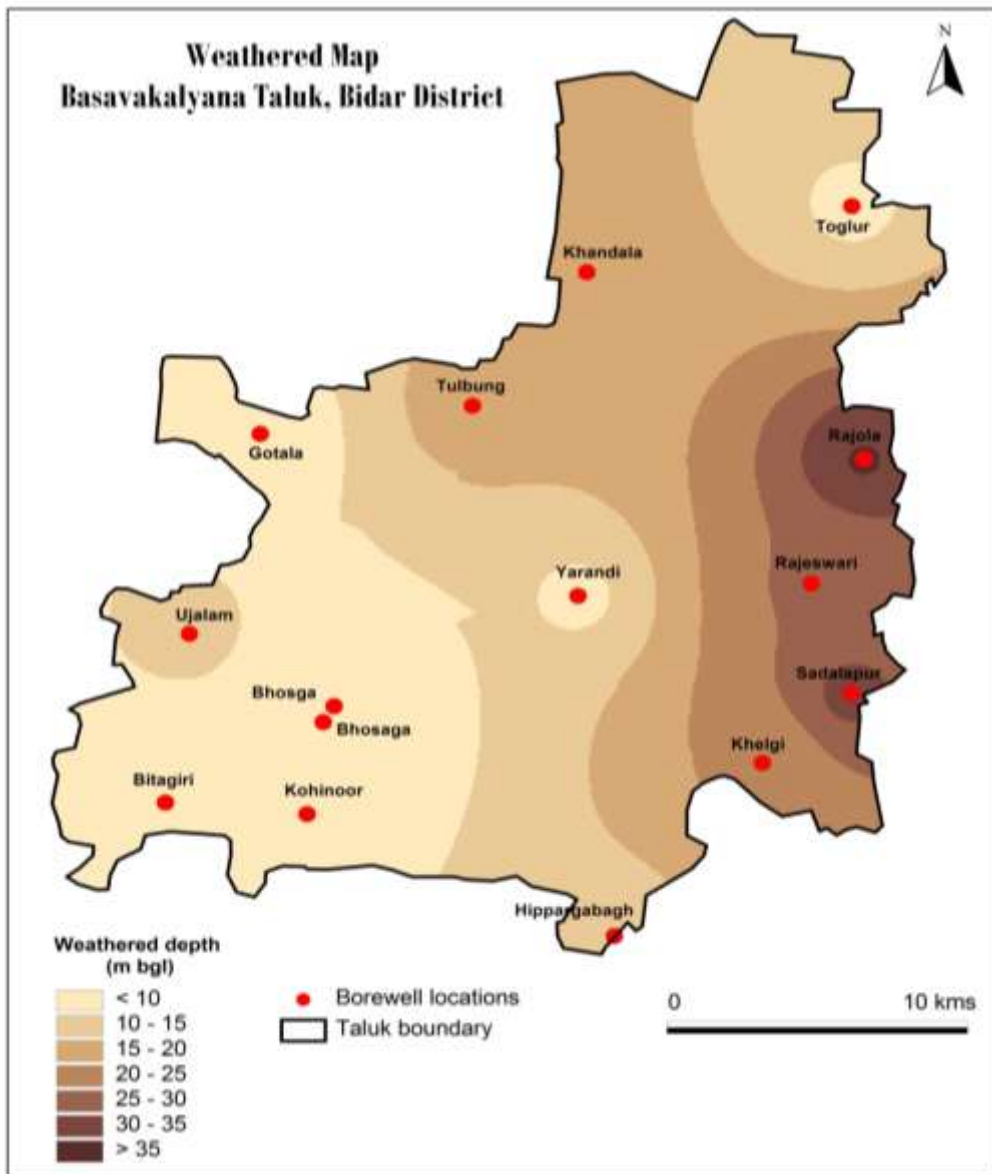 Weathered Map
Basavakalyana Taluk, Bidar District
N
Toglur
Khandala
Tulbung
Rajola
Gotala
Yarandi
Rajeswari
Ujalam
Sadalapur
Bhosga
Bhosaga
Khelgi
Bitagiri
Kohinoor
Hippargabagh
Weathered depth
(m bgl)
< 10
10 - 15
15 - 20
20 - 25
25 - 30
30 - 35
> 35
Borewell locations
Taluk boundary
0 10 kms